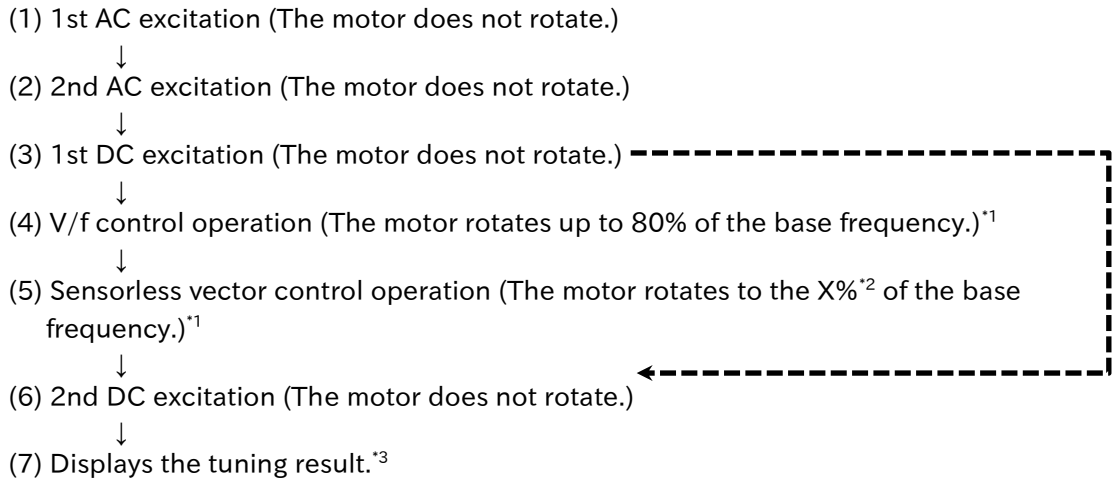 (1) 1st AC excitation (The motor does not rotate.)
↓
(2) 2nd AC excitation (The motor does not rotate.)
↓
(3) 1st DC excitation (The motor does not rotate.)
↓
(4) V/f control operation (The motor rotates up to 80% of the base frequency.)*1
↓
(5) Sensorless vector control operation (The motor rotates to the X%*2 of the base
frequency.)*1
↓
(6) 2nd DC excitation (The motor does not rotate.)
↓
(7) Displays the tuning result.*3